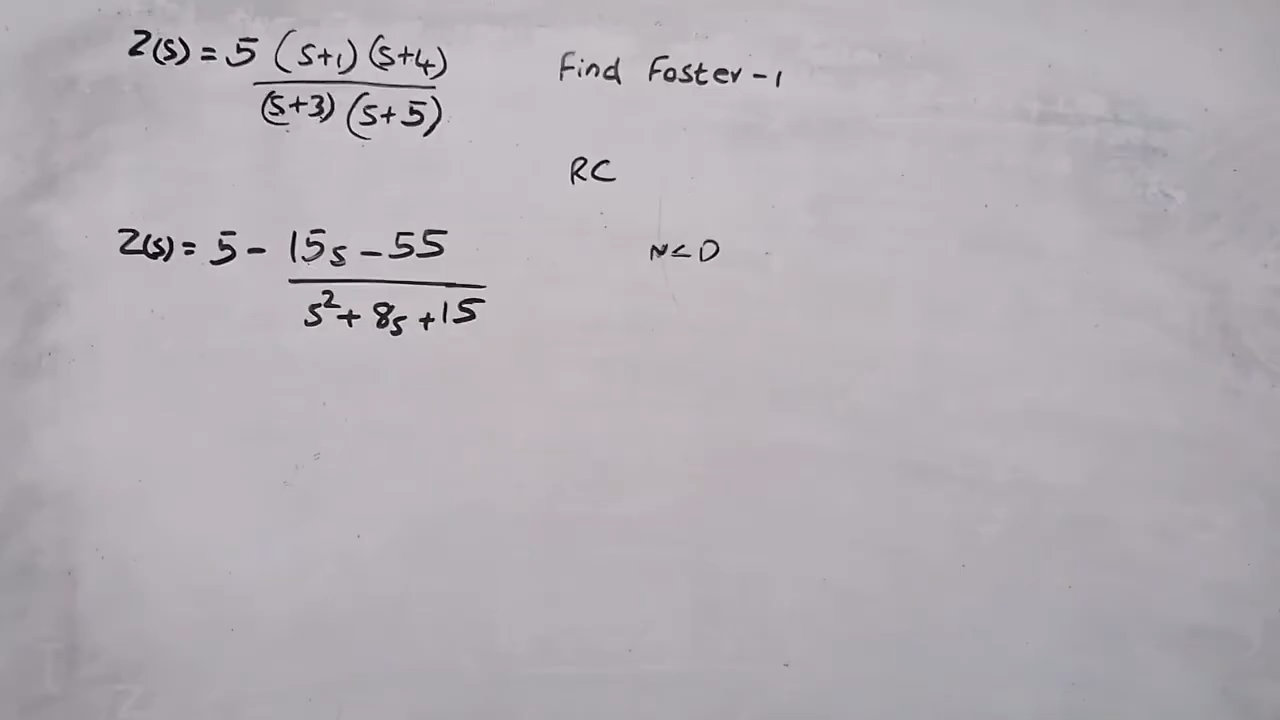 Z(s) = 5 (s+1) (s+4)
(s+3) (s+5)
Find Foster-1
RC
Z(s) = 5 - 15s - 55
s²+ 8s +15
N<D